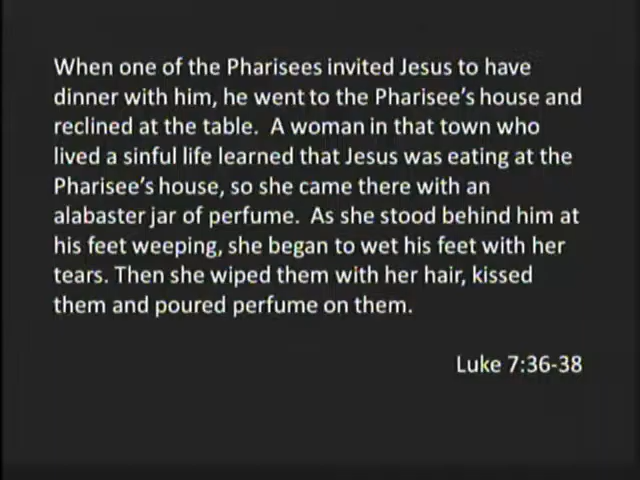 When one of the Pharisees invited Jesus to have
dinner with him, he went to the Pharisee's house and
reclined at the table.  A woman in that town who
lived a sinful life learned that Jesus was eating at the
Pharisee's house, so she came there with an
alabaster jar of perfume.  As she stood behind him at
his feet weeping, she began to wet his feet with her
tears. Then she wiped them with her hair, kissed
them and poured perfume on them.
Luke 7:36-38